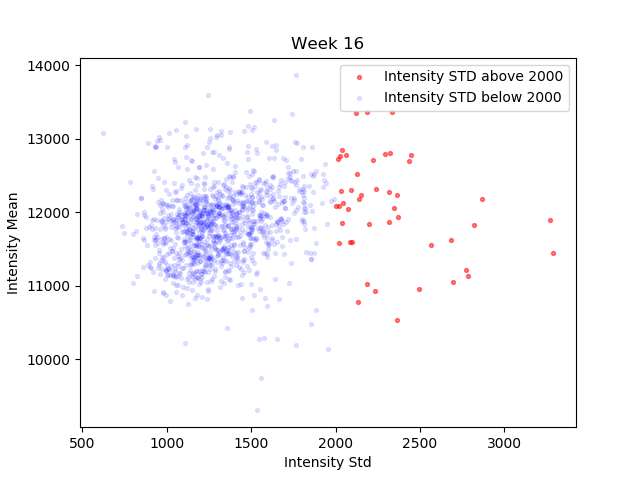 Week 16
Intensity STD above 2000
Intensity STD below 2000
Intensity Mean
14000
13000
12000
11000
10000
500 1000 1500 2000 2500 3000
Intensity Std